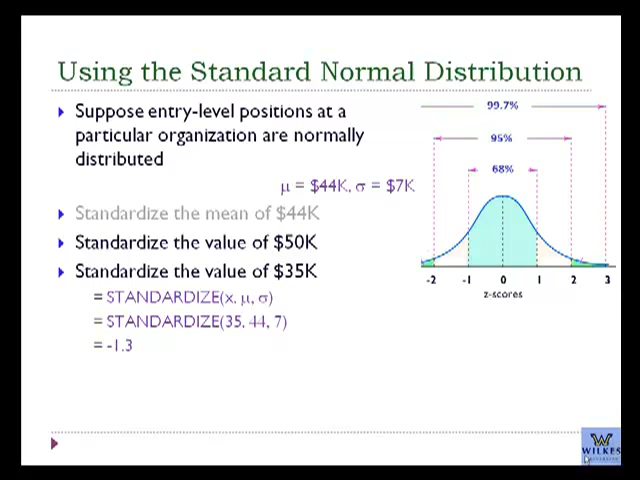 Using the Standard Normal Distribution
Suppose entry-level positions at a
particular organization are normally
distributed
μ = $44K, σ = $7K
Standardize the mean of $44K
Standardize the value of $50K
Standardize the value of $35K
= STANDARDIZE(x, μ, σ)
= STANDARDIZE(35, 44, 7)
= -1.3
99.7%
95%
68%
-2 -1 0 1 2 3
z-scores
WILKES